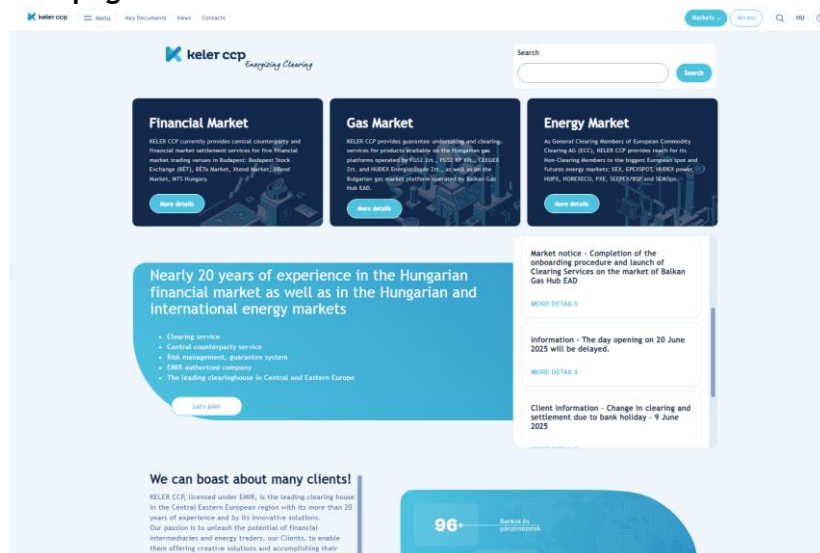 keler ccp
Menu
Key Documents
News
Contacts
Markets
Access
HU
keler ccp
Energizing Clearing
Search
Search
Financial Market
KELER CCP currently provides central counterparty and
financial market settlement services for five financial
market trading venues in Budapest: Budapest Stock
Exchange (BÉT), BÉTa Market, Xtond Market, XBond
Market, MTS Hungary.
More details
Gas Market
KELER CCP provides guarantee undertaking and clearing
services for products available on the Hungarian gas
platforms operated by FGSZ Zrt., FGSZ KP Kft., CEEGEX
Zrt. and HUDEX Energiatőzsde Zrt., as well as on the
Bulgarian gas market platform operated by Balkan Gas
Hub EAD.
More details
Energy Market
As General Clearing Members of European Commodity
Clearing AG (ECC), KELER CCP provides reach for its
Non-Clearing Members to the biggest European spot and
futures energy markets: EEX, EPEXSPOT, HUDEX power,
HUPX, NOREXECO, PXE, SEEPEX/BSP and SEMOpx.
More details
Nearly 20 years of experience in the Hungarian
financial market as well as in the Hungarian and
international energy markets
• Clearing service
• Central counterparty service
• Risk management, guarantee system
• EMIR authorized company
• The leading clearinghouse in Central and Eastern Europe
Let's join!
Market notice - Completion of the
onboarding procedure and launch of
Clearing Services on the market of Balkan
Gas Hub EAD
MORE DETAILS
Information - The day opening on 20 June
2025 will be delayed.
MORE DETAILS
Client Information - Change in clearing and
settlement due to bank holiday - 9 June
2025
We can boast about many clients!
KELER CCP, licensed under EMIR, is the leading clearing house
in the Central Eastern European region with its more than 20
years of experience and by its innovative solutions.
Our passion is to unleash the potential of financial
intermediaries and energy traders, our Clients, to enable
them offering creative solutions and accomplishing their
96
Bankok és
pénzintézetek